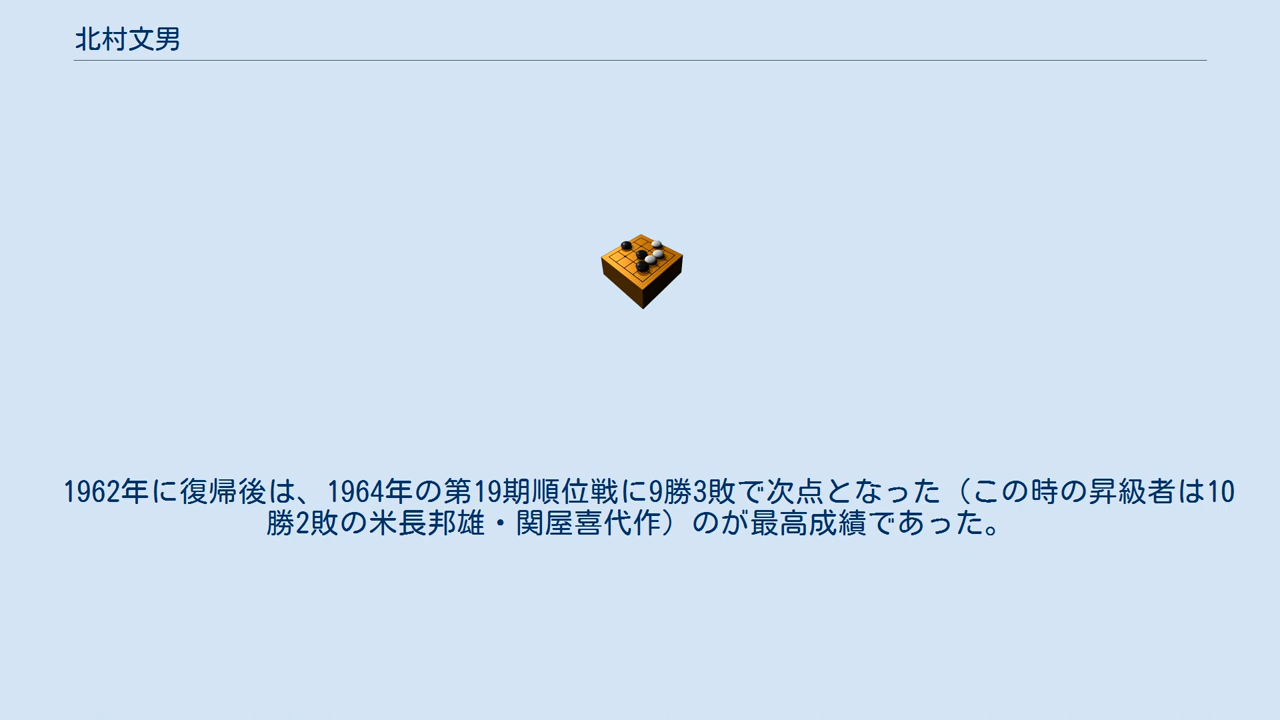 北村文男
1962年に復帰後は、1964年の第19期順位戦に9勝3敗で次点となった（この時の昇級者は10
勝2敗の米長邦雄・関屋喜代作）のが最高成績であった。